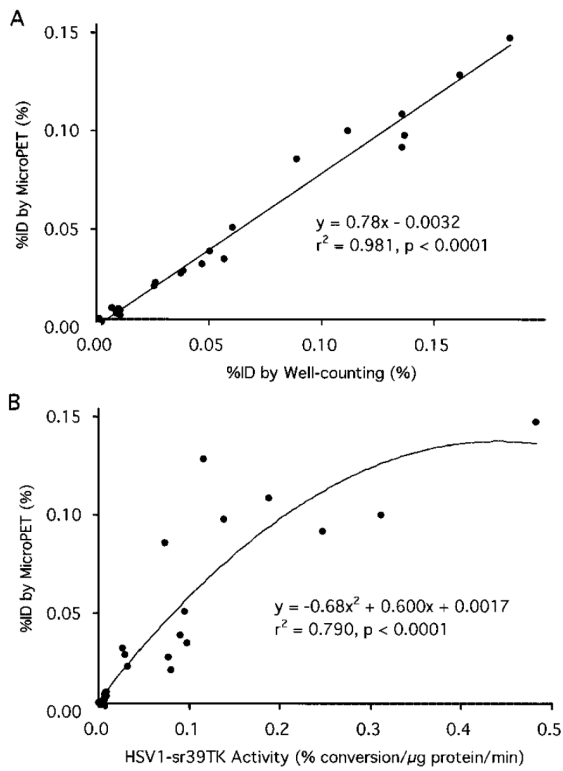 A
0.15
0.10
0.05
0.00
%ID by MicroPET (%)
y = 0.78x - 0.0032
r² = 0.981, p < 0.0001
0.00 0.05 0.10 0.15
%ID by Well-counting (%)
B
0.15
0.10
0.05
0.00
%ID by MicroPET (%)
y = -0.68x² + 0.600x + 0.0017
r² = 0.790, p < 0.0001
0.0 0.1 0.2 0.3 0.4 0.5
HSV1-sr39TK Activity (% conversion/µg protein/min)